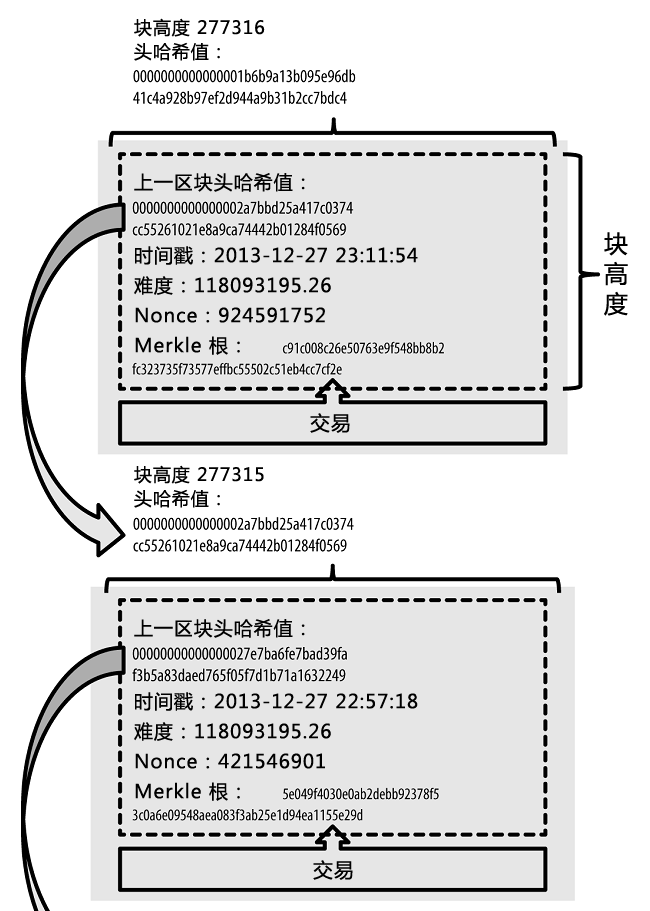 块高度 277316
头哈希值：
0000000000000001b6b9a13b095e96db
41c4a928b97ef2d944a9b31b2cc7bdc4
上一区块头哈希值：
0000000000000002a7bbd25a417c0374
cc55261021e8a9ca74442b01284f0569
时间戳：2013-12-27 23:11:54
难度：118093195.26
Nonce：924591752
Merkle 根： c91c008c26e50763e9f548bb8b2
fc323735f73577effbc55502c51eb4cc7cf2e
交易
块高度
块高度 277315
头哈希值：
0000000000000002a7bbd25a417c0374
cc55261021e8a9ca74442b01284f0569
上一区块头哈希值：
00000000000000027e7ba6fe7bad39fa
f3b5a83daed765f05f7d1b71a1632249
时间戳：2013-12-27 22:57:18
难度：118093195.26
Nonce：421546901
Merkle 根： 5e049f4030e0ab2debb92378f5
3c0a6e09548aea083f3ab25e1d94ea1155e29d
交易